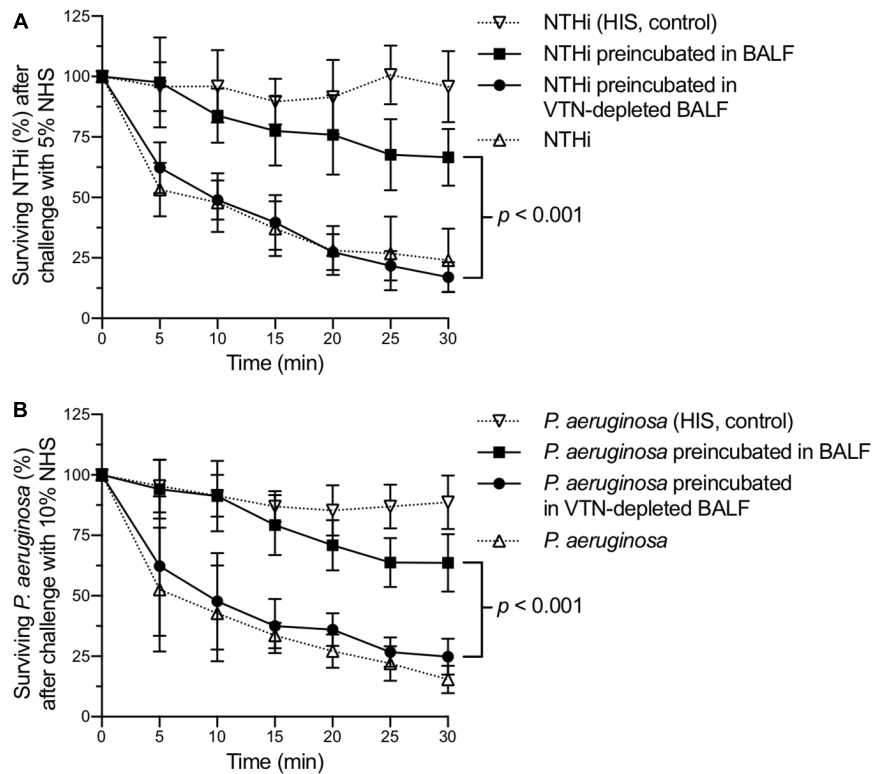 A
Surviving NTHi (%) after
challenge with 5% NHS
125
100
75
50
25
0
0 5 10 15 20 25 30
Time (min)
NTHi (HIS, control)
NTHi preincubated in BALF
NTHi preincubated in
VTN-depleted BALF
NTHi
p < 0.001
B
Surviving P. aeruginosa (%)
after challenge with 10% NHS
125
100
75
50
25
0
0 5 10 15 20 25 30
Time (min)
P. aeruginosa (HIS, control)
P. aeruginosa preincubated in BALF
P. aeruginosa preincubated
in VTN-depleted BALF
P. aeruginosa
p < 0.001